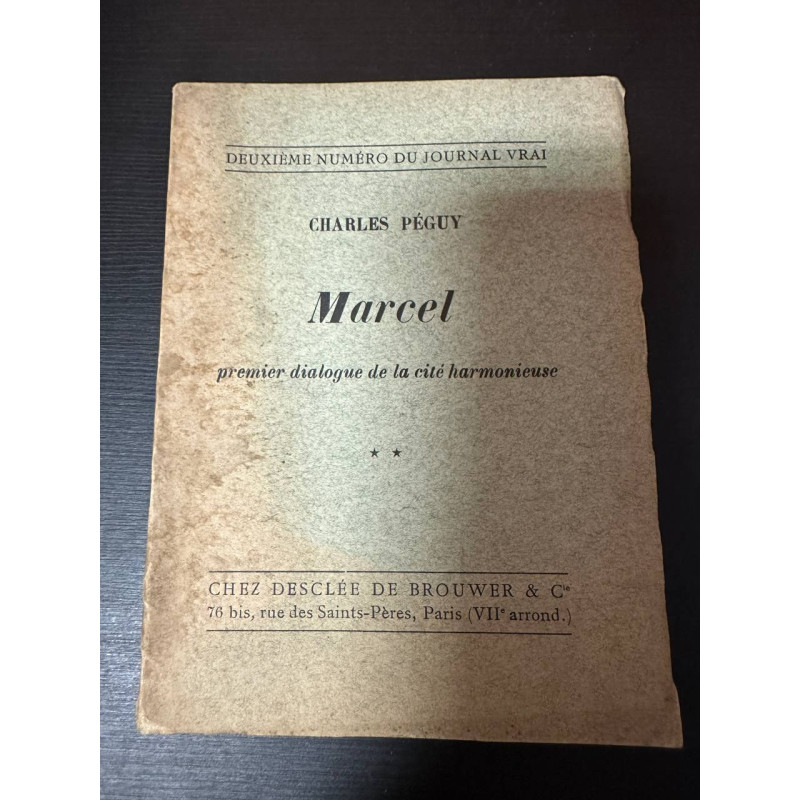 DEUXIÈME NUMÉRO DU JOURNAL VRAI
CHARLES PÉGUY
Marcel
premier dialogue de la cité harmonieuse
★ ★
CHEZ DESCLÉE DE BROUWER & Cie
76 bis, rue des Saints-Pères, Paris (VIIe arrond.)